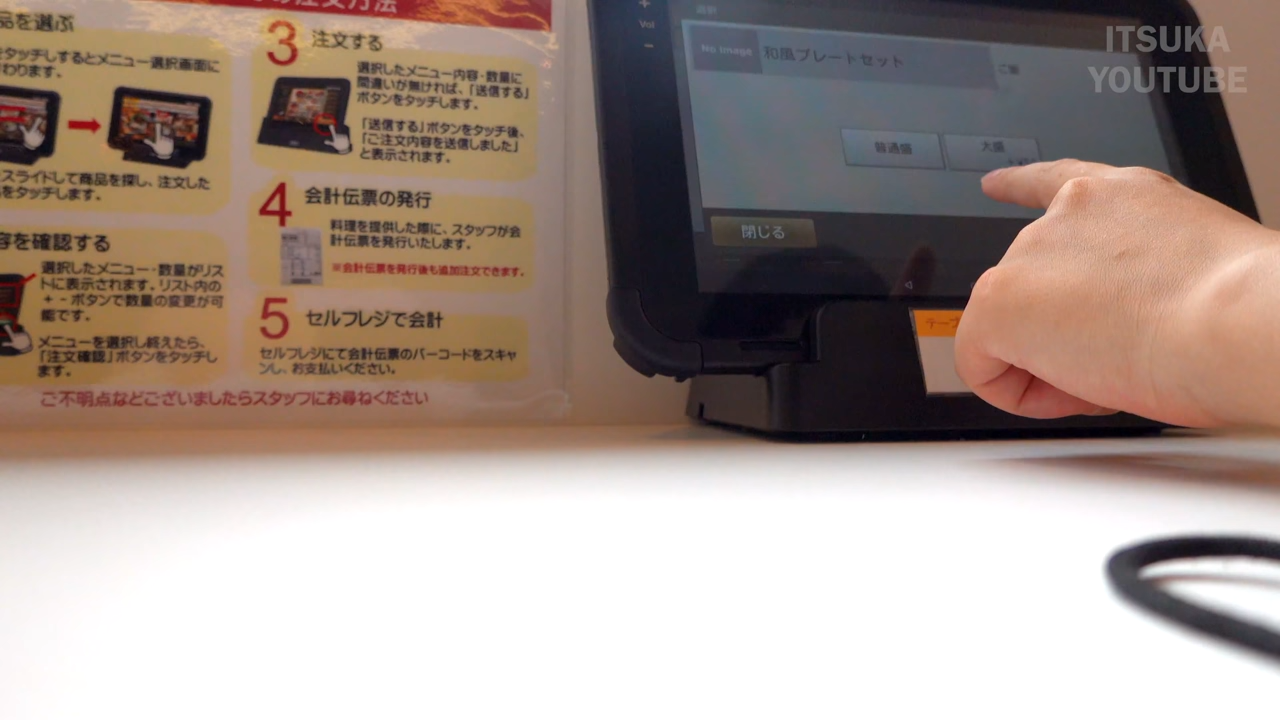 の注文方法
品を選ぶ
をタッチしするとメニュー選択画面に
わります。
スライドして商品を探し、注文した
をタッチします。
容を確認する
選択したメニュー・数量がリス
トに表示されます。リスト内の
+ - ボタンで数量の変更が可
能です。
メニューを選択し終えたら、
「注文確認」ボタンをタッチし
ます。
3 注文する
選択したメニュー内容・数量に
間違いが無ければ、「送信する」
ボタンをタッチします。
「送信する」ボタンをタッチ後、
「ご注文内容を送信しました」
と表示されます。
4 会計伝票の発行
料理を提供した際に、スタッフが会
計伝票を発行いたします。
※会計伝票を発行後も追加注文できます。
5 セルフレジで会計
セルフレジにて会計伝票のバーコードをスキャ
ンし、お支払いください。
ご不明点などございましたらスタッフにお尋ねください
+
Vol
-
選択
No Image 和風プレートセット
ご飯
普通盛 大盛
閉じる
テーブ
ITSUKA
YOUTUBE